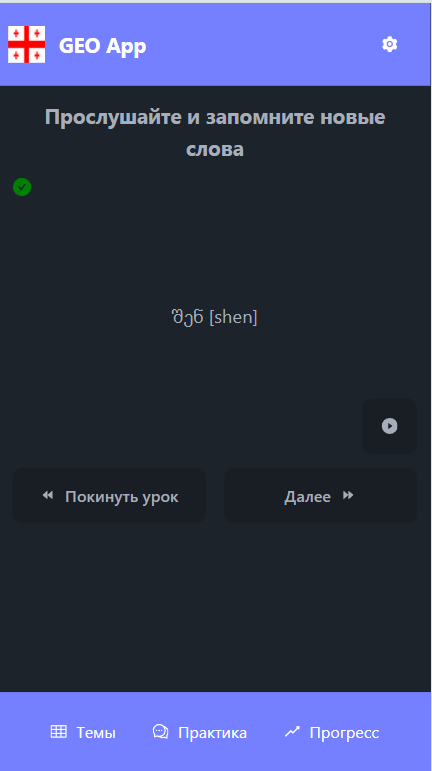 GEO App
Прослушайте и запомните новые
слова
შენ [shen]
Покинуть урок
Далее
Темы
Практика
Прогресс